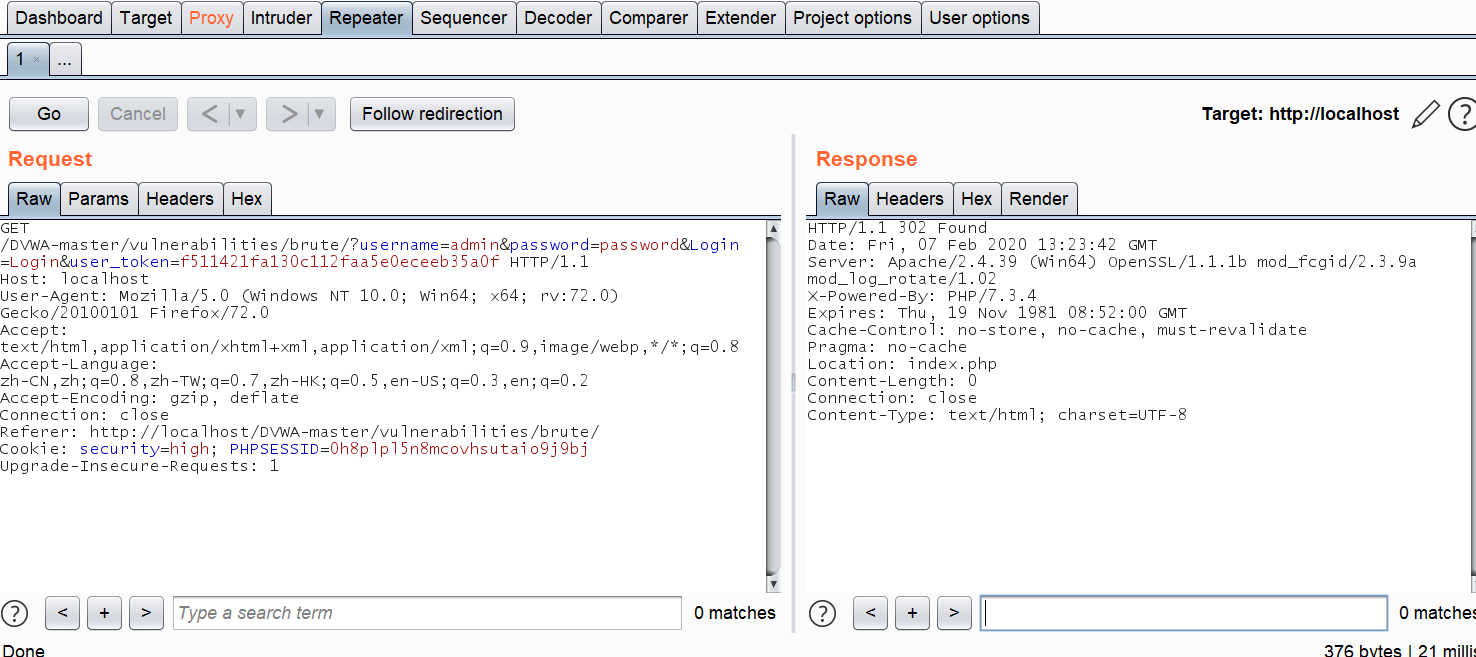 Dashboard Target Proxy Intruder Repeater Sequencer Decoder Comparer Extender Project options User options
1 × ...
Go Cancel < ▼ > ▼ Follow redirection Target: http://localhost ?
Request
Raw Params Headers Hex
GET
/DVWA-master/vulnerabilities/brute/?username=admin&password=password&Login
=Login&user_token=f511421fa130c112faa5e0eceeb35a0f HTTP/1.1
Host: localhost
User-Agent: Mozilla/5.0 (Windows NT 10.0; Win64; x64; rv:72.0)
Gecko/20100101 Firefox/72.0
Accept:
text/html,application/xhtml+xml,application/xml;q=0.9,image/webp,*/*;q=0.8
Accept-Language:
zh-CN,zh;q=0.8,zh-TW;q=0.7,zh-HK;q=0.5,en-US;q=0.3,en;q=0.2
Accept-Encoding: gzip, deflate
Connection: close
Referer: http://localhost/DVWA-master/vulnerabilities/brute/
Cookie: security=high; PHPSESSID=0h8plpl5n8mcovhsutaio9j9bj
Upgrade-Insecure-Requests: 1
? < + > Type a search term 0 matches
Response
Raw Headers Hex Render
HTTP/1.1 302 Found
Date: Fri, 07 Feb 2020 13:23:42 GMT
Server: Apache/2.4.39 (Win64) OpenSSL/1.1.1b mod_fcgid/2.3.9a
mod_log_rotate/1.02
X-Powered-By: PHP/7.3.4
Expires: Thu, 19 Nov 1981 08:52:00 GMT
Cache-Control: no-store, no-cache, must-revalidate
Pragma: no-cache
Location: index.php
Content-Length: 0
Connection: close
Content-Type: text/html; charset=UTF-8
? < + > 0 matches
Done 376 bytes | 21 millis